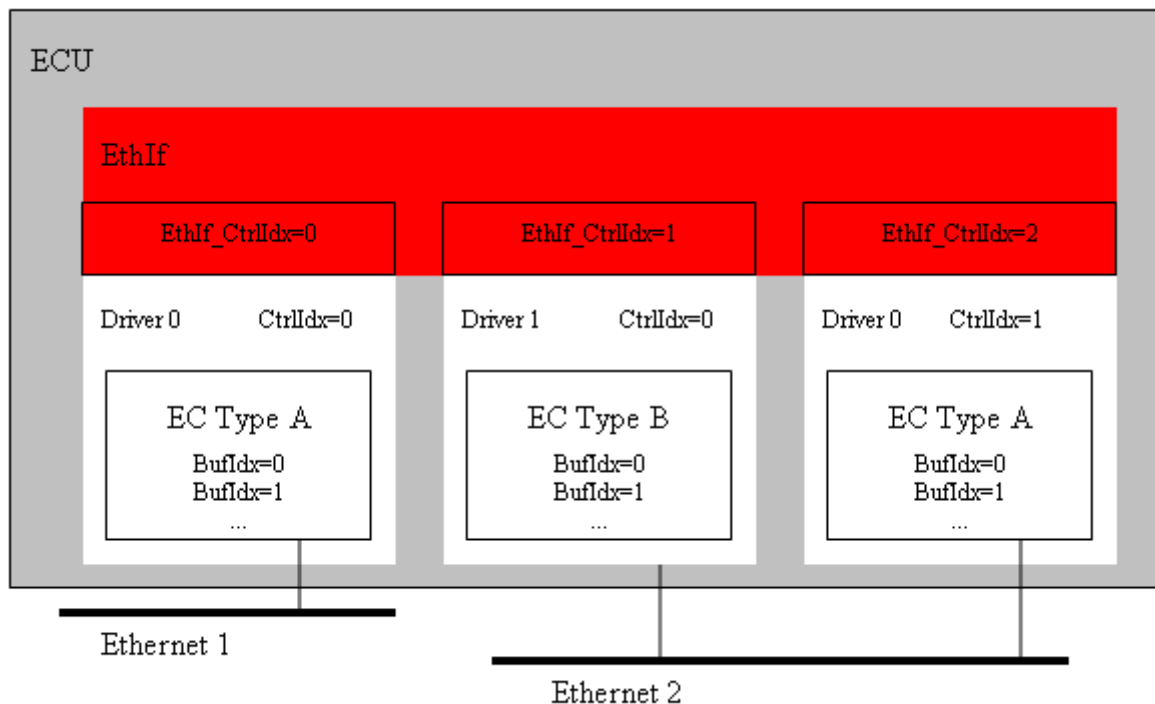 ECU
EthIf
EthIf_CtrlIdx=0
EthIf_CtrlIdx=1
EthIf_CtrlIdx=2
Driver 0 CtrlIdx=0
Driver 1 CtrlIdx=0
Driver 0 CtrlIdx=1
EC Type A
BufIdx=0
BufIdx=1
...
EC Type B
BufIdx=0
BufIdx=1
...
EC Type A
BufIdx=0
BufIdx=1
...
Ethernet 1
Ethernet 2